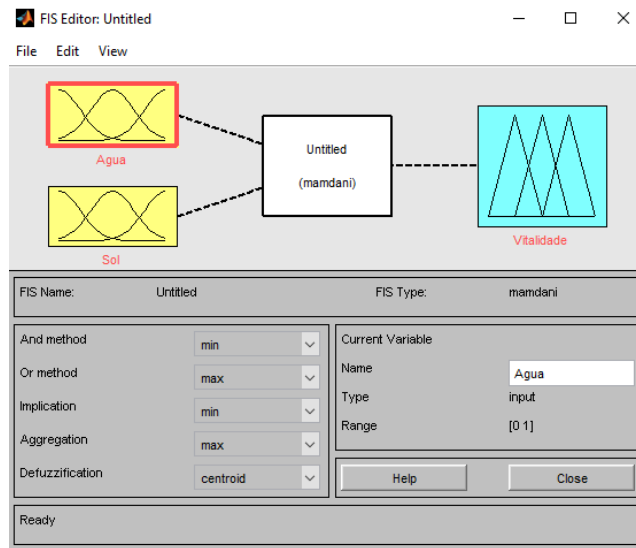 FIS Editor: Untitled
File Edit View
Agua
Sol
Untitled
(mamdani)
Vitalidade
FIS Name: Untitled FIS Type: mamdani
And method min
Or method max
Implication min
Aggregation max
Defuzzification centroid
Current Variable
Name Agua
Type input
Range [0 1]
Help Close
Ready